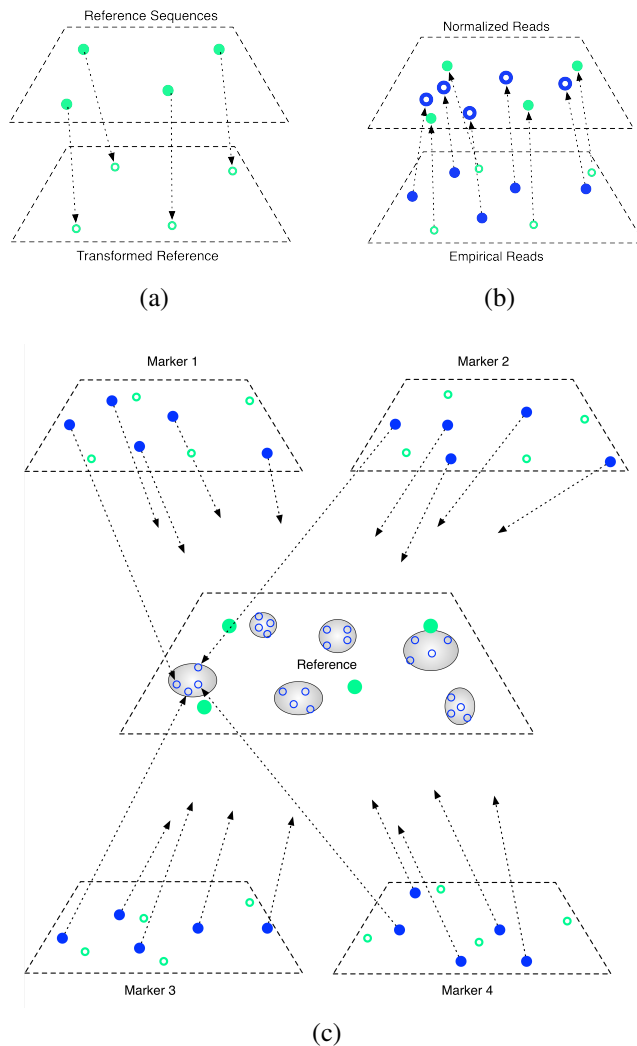 Reference Sequences
Transformed Reference
(a)
Normalized Reads
Empirical Reads
(b)
Marker 1
Marker 2
Reference
Marker 3
Marker 4
(c)